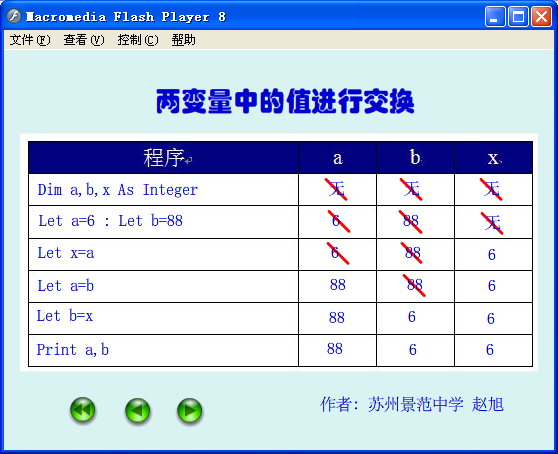 Macromedia Flash Player 8
文件(F) 查看(V) 控制(C) 帮助
两变量中的值进行交换
程序 a b x
Dim a,b,x As Integer 无 无 无
Let a=6 : Let b=88 6 88 无
Let x=a 6 88 6
Let a=b 88 88 6
Let b=x 88 6 6
Print a,b 88 6 6
作者: 苏州景范中学 赵旭